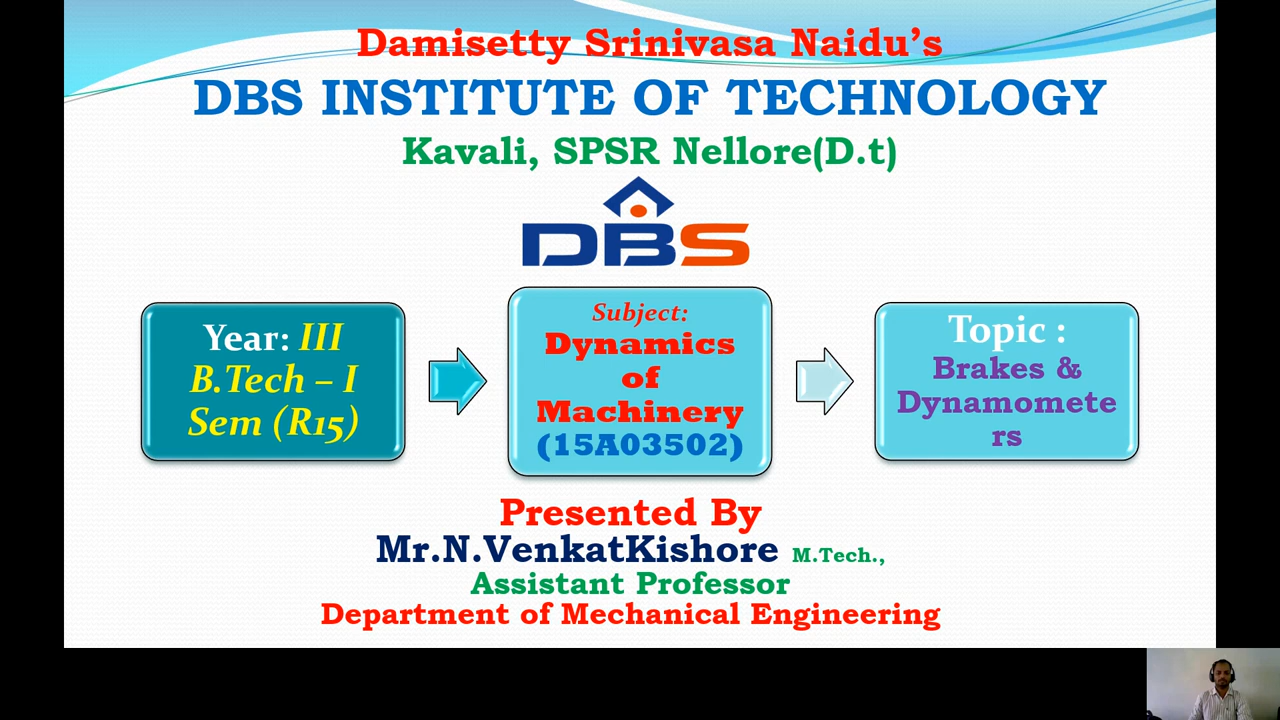 Damisetty Srinivasa Naidu’s
DBS INSTITUTE OF TECHNOLOGY
Kavali, SPSR Nellore(D.t)
DBS
Year: III
B.Tech – I
Sem (R15)
Subject:
Dynamics
of
Machinery
(15A03502)
Topic :
Brakes &
Dynamomete
rs
Presented By
Mr.N.VenkatKishore M.Tech.,
Assistant Professor
Department of Mechanical Engineering